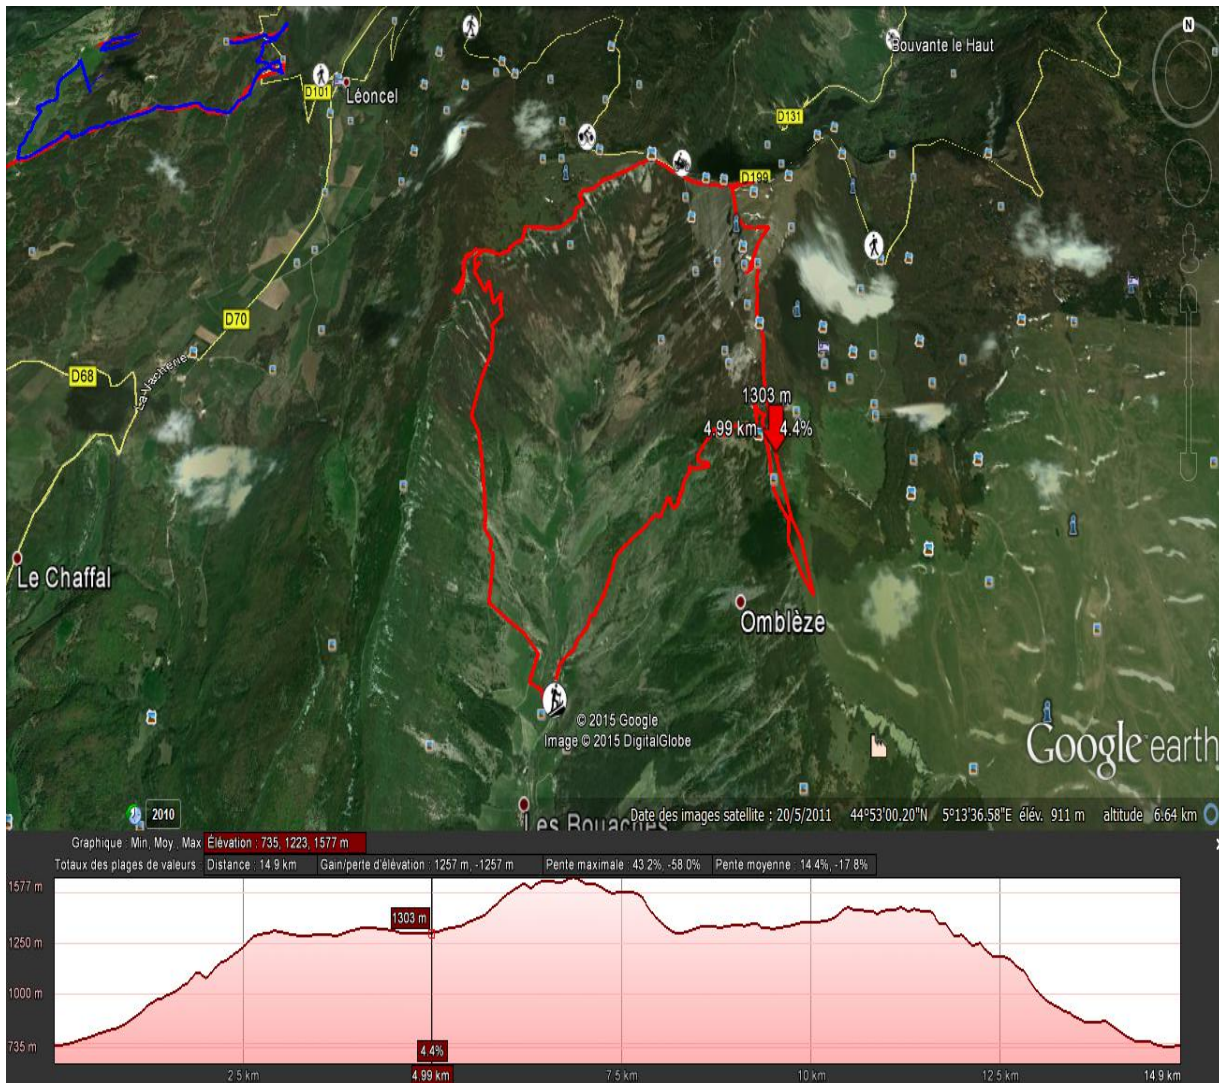 N
Bouvante le Haut
D101
Léoncel
D131
D199
D70
D68
La Vacherie
1303 m
4.99 km 4.4%
Le Chaffal
Omblèze
© 2015 Google
Image © 2015 DigitalGlobe
Google earth
2010
Les Bouacües
Date des images satellite : 20/5/2011 44°53'00.20"N 5°13'36.58"E élév. 911 m altitude 6.64 km
Graphique : Min, Moy., Max Élévation : 735, 1223, 1577 m
Totaux des plages de valeurs : Distance : 14.9 km Gain/perte d'élévation : 1257 m, -1257 m Pente maximale : 43.2%, -58.0% Pente moyenne : 14.4%, -17.8%
1577 m
1303 m
1250 m
1000 m
735 m
4.4%
2.5 km 4.99 km 7.5 km 10 km 12.5 km 14.9 km